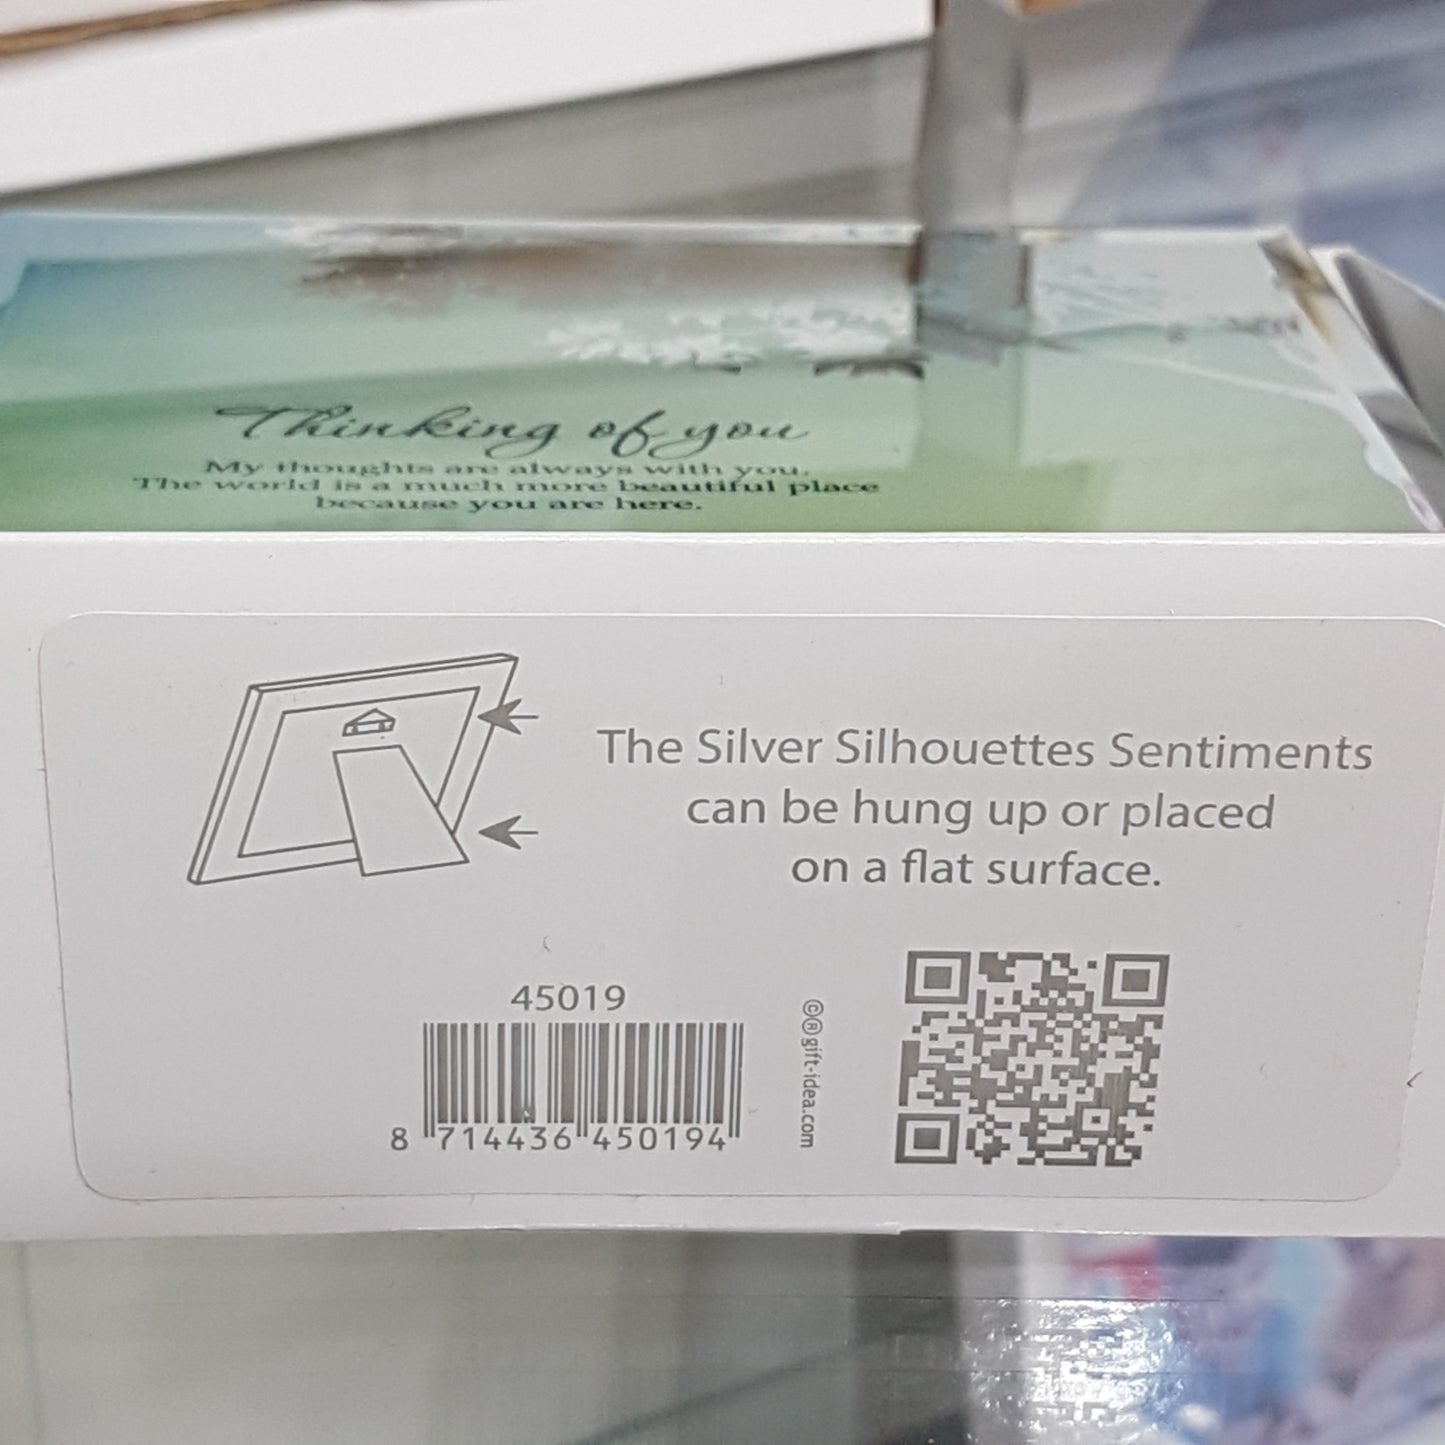 Thinking of you
My thoughts are always with you.
The world is a much more beautiful place
because you are here.
The Silver Silhouettes Sentiments
can be hung up or placed
on a flat surface.
45019
8 714436 450194
©® gift-idea.com